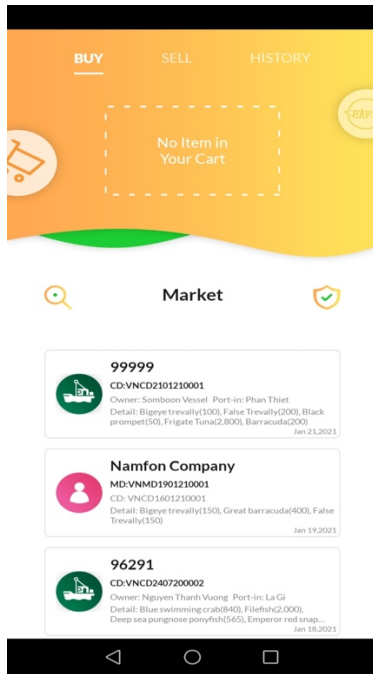 BUY SELL HISTORY
No Item in
Your Cart
Market
99999
CD:VNCD2101210001
Owner: Somboon Vessel Port-in: Phan Thiet
Detail: Bigeye trevally(100), False Trevally(200), Black
prompet(50), Frigate Tuna(2,800), Barracuda(200)
Jan 21,2021
Namfon Company
MD:VNMD1901210001
CD: VNCD1601210001
Detail: Bigeye trevally(150), Great barracuda(400), False
Trevally(150)
Jan 19,2021
96291
CD:VNCD2407200002
Owner: Nguyen Thanh Vuong Port-in: La Gi
Detail: Blue swimming crab(840), Filefish(2,000),
Deep sea pungnose ponyfish(565), Emperor red snap...
Jan 18,2021